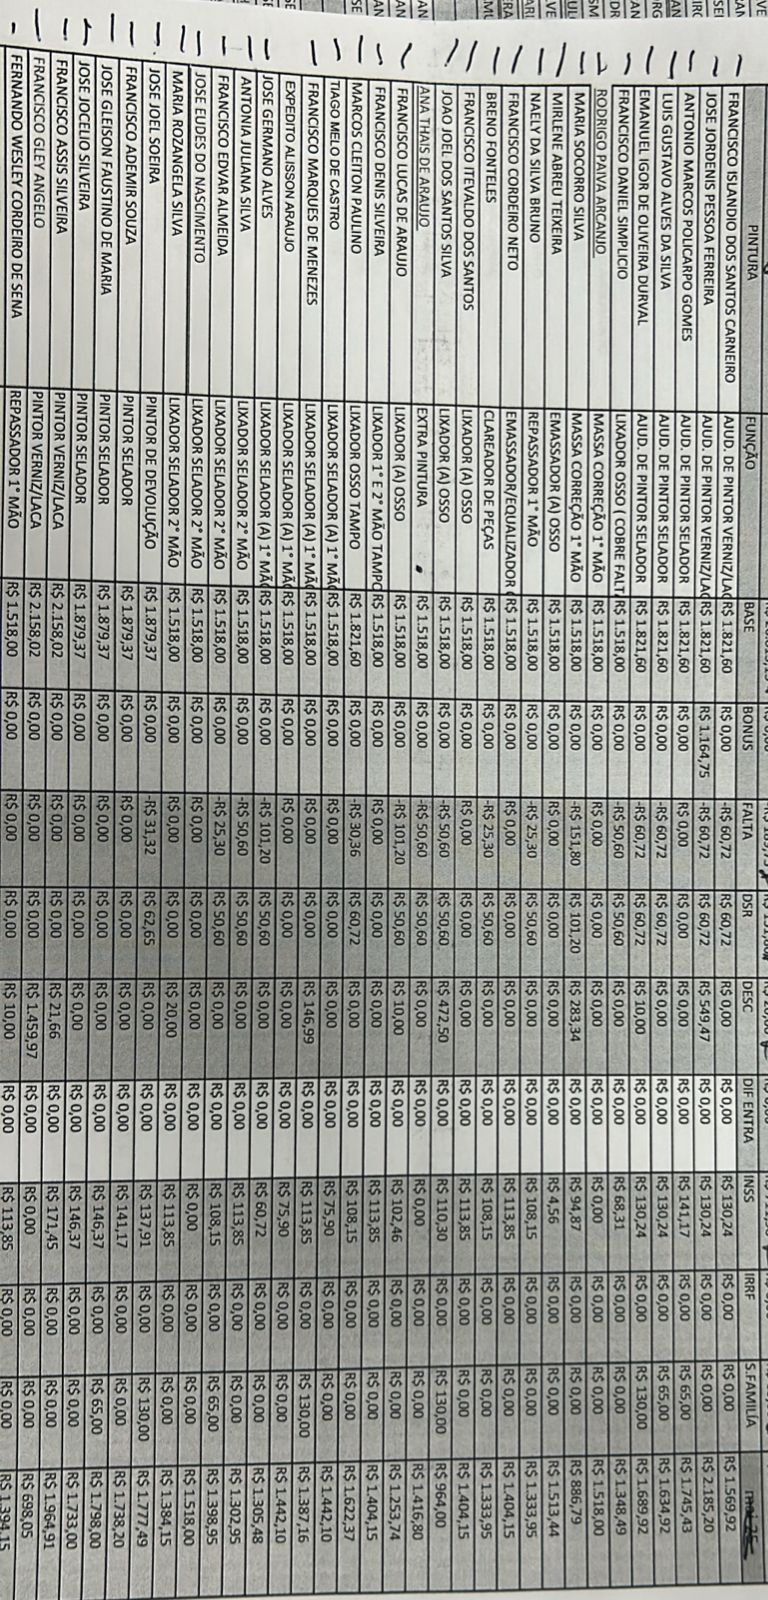 PINTURA FUNÇÃO BASE BONUS FALTA DSR DESC DIF ENTRA INSS IRRF S.FAMILÍA mai-25
FRANCISCO ISLANDIO DOS SANTOS CARNEIRO AJUD. DE PINTOR VERNIZ/LAC R$ 1.821,60 R$ 0,00 -R$ 60,72 R$ 60,72 R$ 0,00 R$ 0,00 R$ 130,24 R$ 0,00 R$ 0,00 R$ 1.569,92
JOSE JORDENIS PESSOA FERREIRA AJUD. DE PINTOR VERNIZ/LAC R$ 1.821,60 R$ 1.164,75 -R$ 60,72 R$ 60,72 R$ 549,47 R$ 0,00 R$ 130,24 R$ 0,00 R$ 0,00 R$ 2.185,20
ANTONIO MARCOS POLICARPO GOMES AJUD. DE PINTOR SELADOR R$ 1.821,60 R$ 0,00 R$ 0,00 R$ 0,00 R$ 0,00 R$ 0,00 R$ 141,17 R$ 0,00 R$ 65,00 R$ 1.745,43
LUIS GUSTAVO ALVES DA SILVA AJUD. DE PINTOR SELADOR R$ 1.821,60 R$ 0,00 -R$ 60,72 R$ 60,72 R$ 0,00 R$ 0,00 R$ 130,24 R$ 0,00 R$ 65,00 R$ 1.634,92
EMANUEL IGOR DE OLIVEIRA DURVAL AJUD. DE PINTOR SELADOR R$ 1.821,60 R$ 0,00 -R$ 60,72 R$ 60,72 R$ 10,00 R$ 0,00 R$ 130,24 R$ 0,00 R$ 130,00 R$ 1.689,92
FRANCISCO DANIEL SIMPLICIO LIXADOR OSSO ( COBRE FALT R$ 1.518,00 R$ 0,00 -R$ 50,60 R$ 50,60 R$ 0,00 R$ 0,00 R$ 68,31 R$ 0,00 R$ 0,00 R$ 1.348,49
RODRIGO PAIVA ARCANJO MASSA CORREÇÃO 1° MÃO R$ 1.518,00 R$ 0,00 R$ 0,00 R$ 0,00 R$ 0,00 R$ 0,00 R$ 0,00 R$ 0,00 R$ 0,00 R$ 1.518,00
MARIA SOCORRO SILVA MASSA CORREÇÃO 1° MÃO R$ 1.518,00 R$ 0,00 -R$ 151,80 R$ 101,20 R$ 283,34 R$ 0,00 R$ 94,87 R$ 0,00 R$ 0,00 R$ 886,79
MIRLENE ABREU TEIXEIRA EMASSADOR (A) OSSO R$ 1.518,00 R$ 0,00 R$ 0,00 R$ 0,00 R$ 0,00 R$ 0,00 R$ 4,56 R$ 0,00 R$ 0,00 R$ 1.513,44
NAELY DA SILVA BRUNO REPASSADOR 1° MÃO R$ 1.518,00 R$ 0,00 -R$ 25,30 R$ 50,60 R$ 0,00 R$ 0,00 R$ 108,15 R$ 0,00 R$ 0,00 R$ 1.333,95
FRANCISCO CORDEIRO NETO EMASSADOR/EQUALIZADOR ( R$ 1.518,00 R$ 0,00 R$ 0,00 R$ 0,00 R$ 0,00 R$ 0,00 R$ 113,85 R$ 0,00 R$ 0,00 R$ 1.404,15
BRENO FONTELES CLAREADOR DE PEÇAS R$ 1.518,00 R$ 0,00 -R$ 25,30 R$ 50,60 R$ 0,00 R$ 0,00 R$ 108,15 R$ 0,00 R$ 0,00 R$ 1.333,95
FRANCISCO ITEVALDO DOS SANTOS LIXADOR (A) OSSO R$ 1.518,00 R$ 0,00 R$ 0,00 R$ 0,00 R$ 0,00 R$ 0,00 R$ 113,85 R$ 0,00 R$ 0,00 R$ 1.404,15
JOAO JOEL DOS SANTOS SILVA LIXADOR (A) OSSO R$ 1.518,00 R$ 0,00 -R$ 50,60 R$ 50,60 R$ 472,50 R$ 0,00 R$ 110,30 R$ 0,00 R$ 130,00 R$ 964,00
ANA THAIS DE ARAUJO EXTRA PINTURA R$ 1.518,00 R$ 0,00 -R$ 50,60 R$ 50,60 R$ 0,00 R$ 0,00 R$ 0,00 R$ 0,00 R$ 0,00 R$ 1.416,80
FRANCISCO LUCAS DE ARAUJO LIXADOR (A) OSSO R$ 1.518,00 R$ 0,00 -R$ 101,20 R$ 50,60 R$ 10,00 R$ 0,00 R$ 102,46 R$ 0,00 R$ 0,00 R$ 1.253,74
FRANCISCO DENIS SILVEIRA LIXADOR 1° E 2° MÃO TAMPO R$ 1.518,00 R$ 0,00 R$ 0,00 R$ 0,00 R$ 0,00 R$ 0,00 R$ 113,85 R$ 0,00 R$ 0,00 R$ 1.404,15
MARCOS CLEITON PAULINO LIXADOR OSSO TAMPO R$ 1.821,60 R$ 0,00 -R$ 30,36 R$ 60,72 R$ 0,00 R$ 0,00 R$ 108,15 R$ 0,00 R$ 0,00 R$ 1.622,37
TIAGO MELO DE CASTRO LIXADOR SELADOR (A) 1° MÃ R$ 1.518,00 R$ 0,00 R$ 0,00 R$ 0,00 R$ 0,00 R$ 0,00 R$ 75,90 R$ 0,00 R$ 0,00 R$ 1.442,10
FRANCISCO MARQUES DE MENEZES LIXADOR SELADOR (A) 1° MÃ R$ 1.518,00 R$ 0,00 R$ 0,00 R$ 0,00 R$ 146,99 R$ 0,00 R$ 113,85 R$ 0,00 R$ 130,00 R$ 1.387,16
EXPEDITO ALISSON ARAUJO LIXADOR SELADOR (A) 1° MÃ R$ 1.518,00 R$ 0,00 R$ 0,00 R$ 0,00 R$ 0,00 R$ 0,00 R$ 75,90 R$ 0,00 R$ 0,00 R$ 1.442,10
JOSE GERMANO ALVES LIXADOR SELADOR (A) 1° MÃ R$ 1.518,00 R$ 0,00 -R$ 101,20 R$ 50,60 R$ 0,00 R$ 0,00 R$ 60,72 R$ 0,00 R$ 0,00 R$ 1.305,48
ANTONIA JULIANA SILVA LIXADOR SELADOR 2° MÃO R$ 1.518,00 R$ 0,00 -R$ 50,60 R$ 50,60 R$ 0,00 R$ 0,00 R$ 113,85 R$ 0,00 R$ 0,00 R$ 1.302,95
FRANCISCO EDVAR ALMEIDA LIXADOR SELADOR 2° MÃO R$ 1.518,00 R$ 0,00 -R$ 25,30 R$ 50,60 R$ 0,00 R$ 0,00 R$ 108,15 R$ 0,00 R$ 65,00 R$ 1.398,95
JOSE EUDES DO NASCIMENTO LIXADOR SELADOR 2° MÃO R$ 1.518,00 R$ 0,00 R$ 0,00 R$ 0,00 R$ 0,00 R$ 0,00 R$ 0,00 R$ 0,00 R$ 0,00 R$ 1.518,00
MARIA ROZANGELA SILVA LIXADOR SELADOR 2° MÃO R$ 1.518,00 R$ 0,00 R$ 0,00 R$ 0,00 R$ 20,00 R$ 0,00 R$ 113,85 R$ 0,00 R$ 0,00 R$ 1.384,15
JOSE JOEL SOEIRA PINTOR DE DEVOLUÇÃO R$ 1.879,37 R$ 0,00 -R$ 31,32 R$ 62,65 R$ 0,00 R$ 0,00 R$ 137,91 R$ 0,00 R$ 130,00 R$ 1.777,49
FRANCISCO ADEMIR SOUZA PINTOR SELADOR R$ 1.879,37 R$ 0,00 R$ 0,00 R$ 0,00 R$ 0,00 R$ 0,00 R$ 141,17 R$ 0,00 R$ 0,00 R$ 1.738,20
JOSE GLEISON FAUSTINO DE MARIA PINTOR SELADOR R$ 1.879,37 R$ 0,00 R$ 0,00 R$ 0,00 R$ 0,00 R$ 0,00 R$ 146,37 R$ 0,00 R$ 65,00 R$ 1.798,00
JOSE JOCELIO SILVEIRA PINTOR SELADOR R$ 1.879,37 R$ 0,00 R$ 0,00 R$ 0,00 R$ 0,00 R$ 0,00 R$ 146,37 R$ 0,00 R$ 0,00 R$ 1.733,00
FRANCISCO ASSIS SILVEIRA PINTOR VERNIZ/LACA R$ 2.158,02 R$ 0,00 R$ 0,00 R$ 0,00 R$ 21,66 R$ 0,00 R$ 171,45 R$ 0,00 R$ 0,00 R$ 1.964,91
FRANCISCO GLEY ANGELO PINTOR VERNIZ/LACA R$ 2.158,02 R$ 0,00 R$ 0,00 R$ 0,00 R$ 1.459,97 R$ 0,00 R$ 0,00 R$ 0,00 R$ 0,00 R$ 698,05
FERNANDO WESLEY CORDEIRO DE SENA REPASSADOR 1° MÃO R$ 1.518,00 R$ 0,00 R$ 0,00 R$ 0,00 R$ 10,00 R$ 0,00 R$ 113,85 R$ 0,00 R$ 0,00 R$ 1.394,15